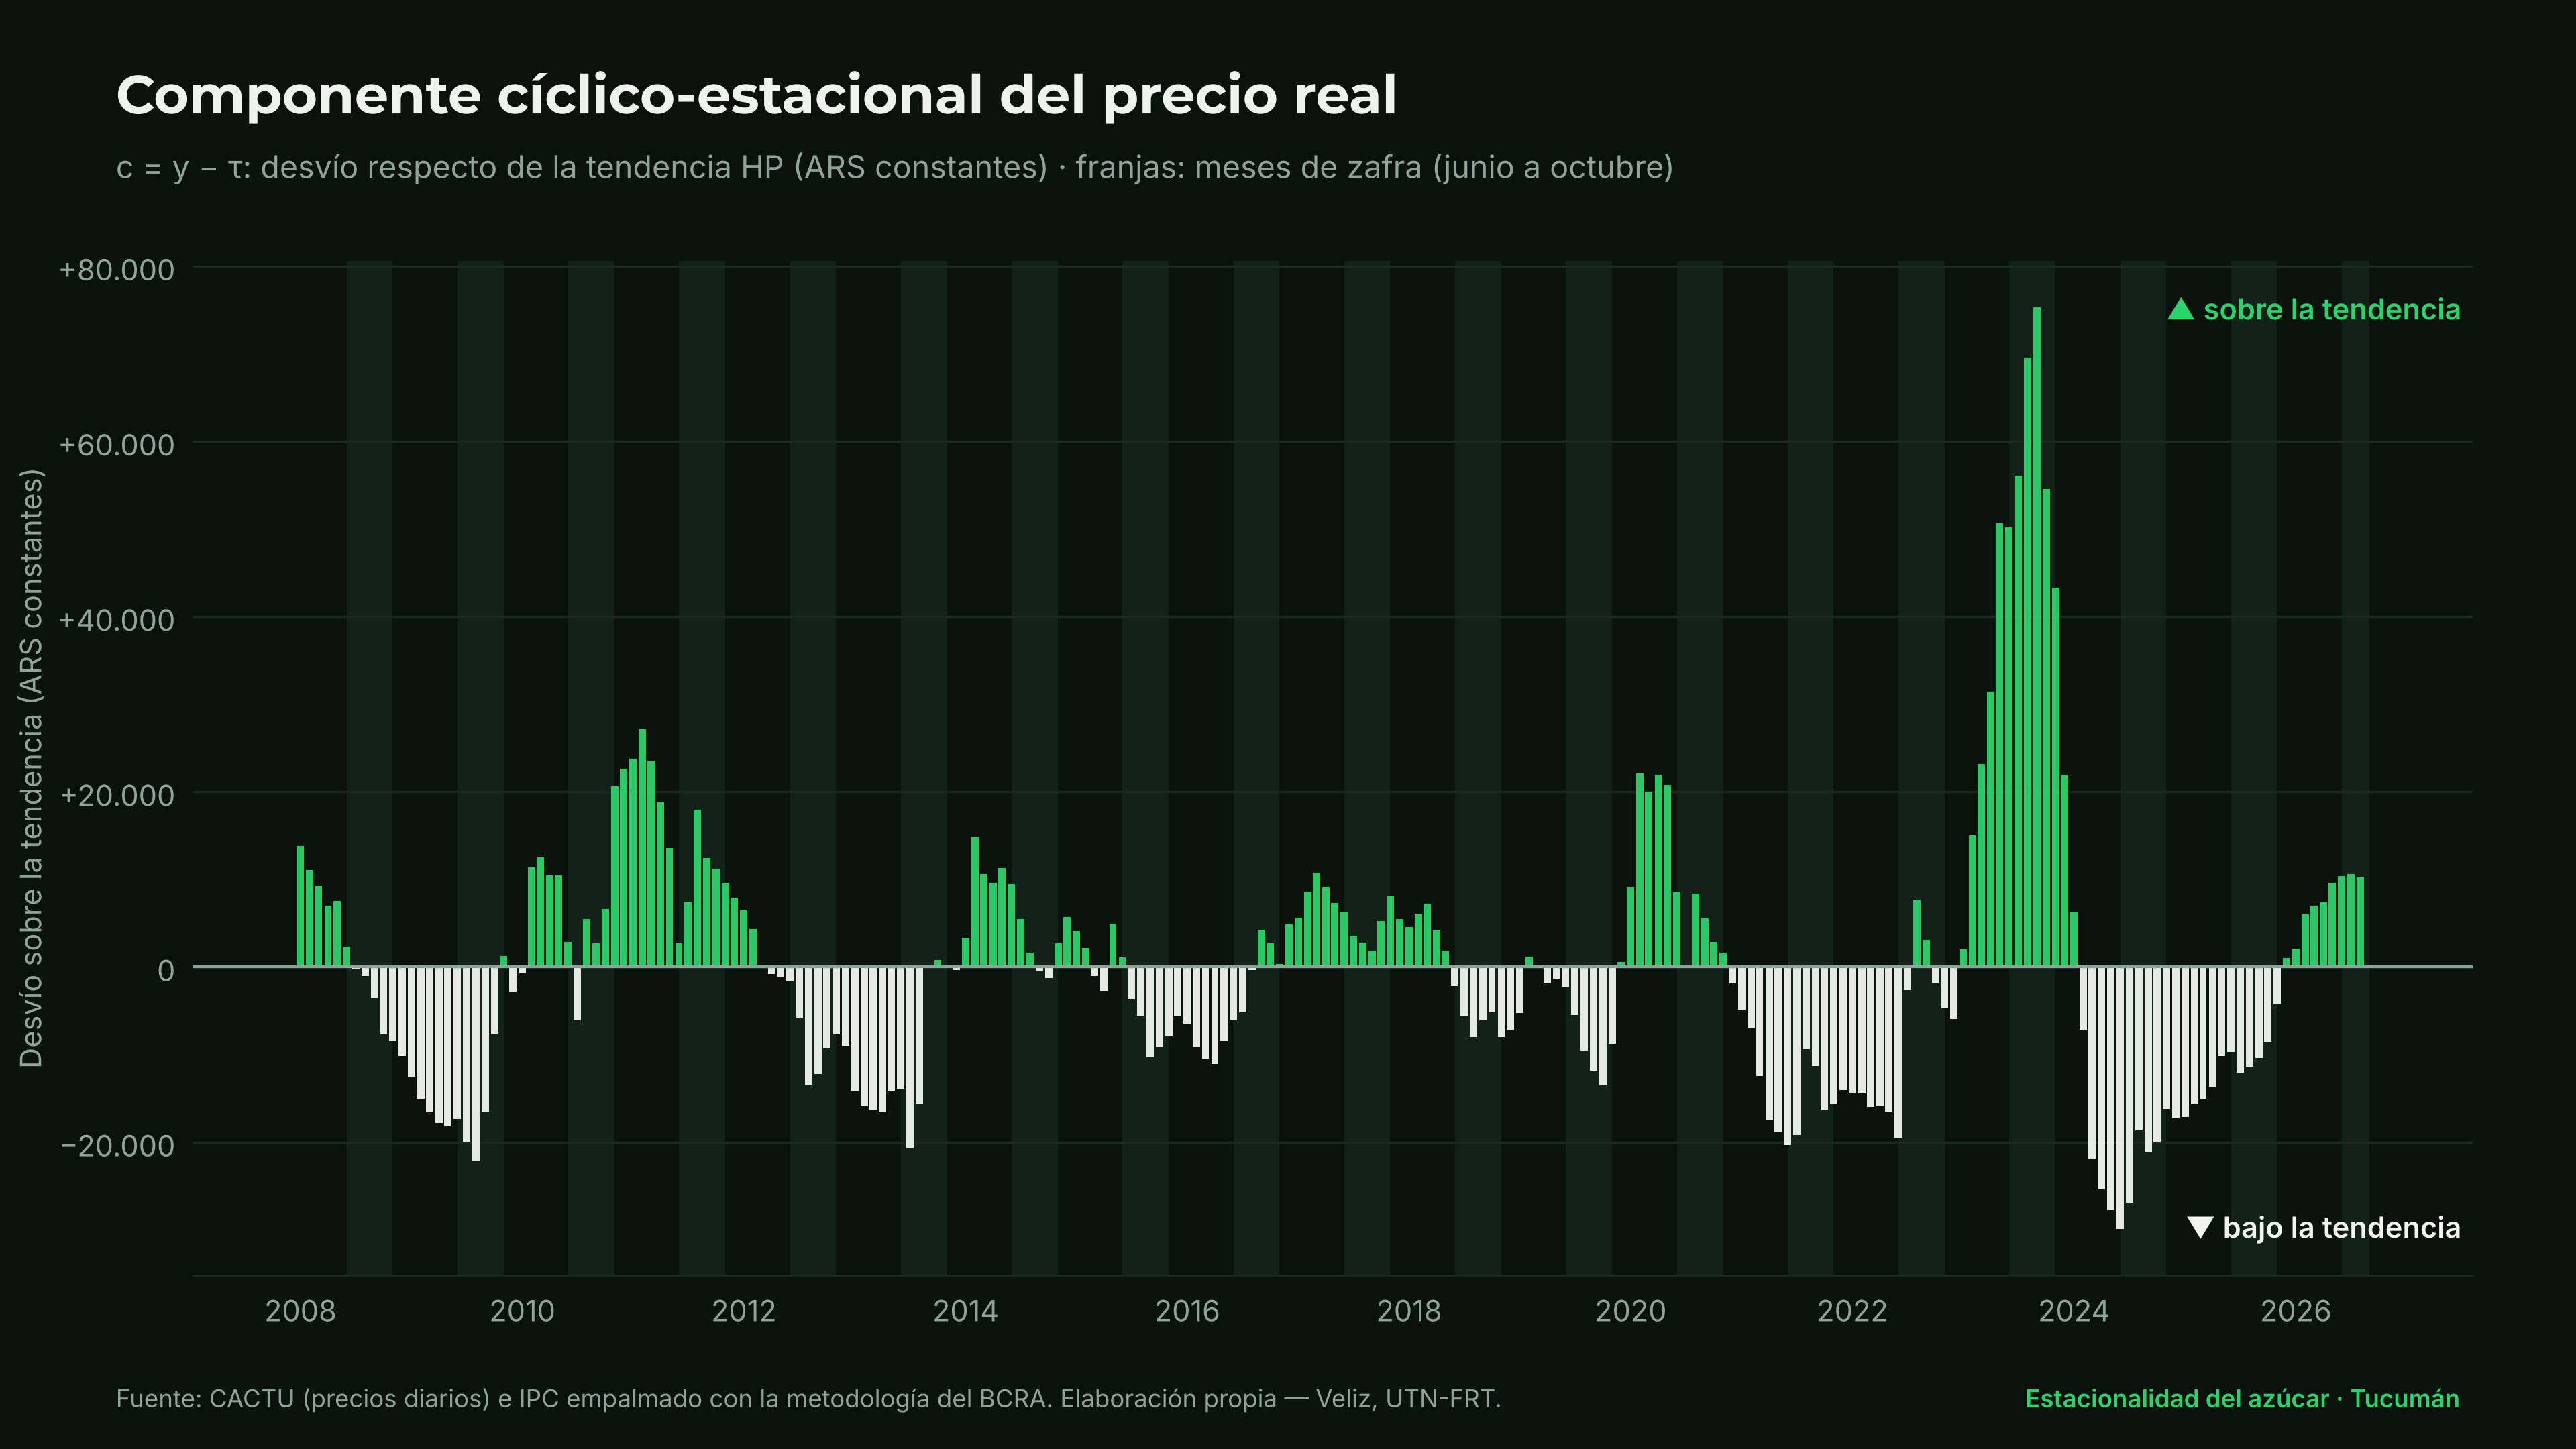 Componente cíclico-estacional del precio real
c = y − τ: desvío respecto de la tendencia HP (ARS constantes) · franjas: meses de zafra (junio a octubre)
Desvío sobre la tendencia (ARS constantes)
+80.000
+60.000
+40.000
+20.000
0
−20.000
▲ sobre la tendencia
▼ bajo la tendencia
2008 2010 2012 2014 2016 2018 2020 2022 2024 2026
Fuente: CACTU (precios diarios) e IPC empalmado con la metodología del BCRA. Elaboración propia — Veliz, UTN-FRT.
Estacionalidad del azúcar · Tucumán